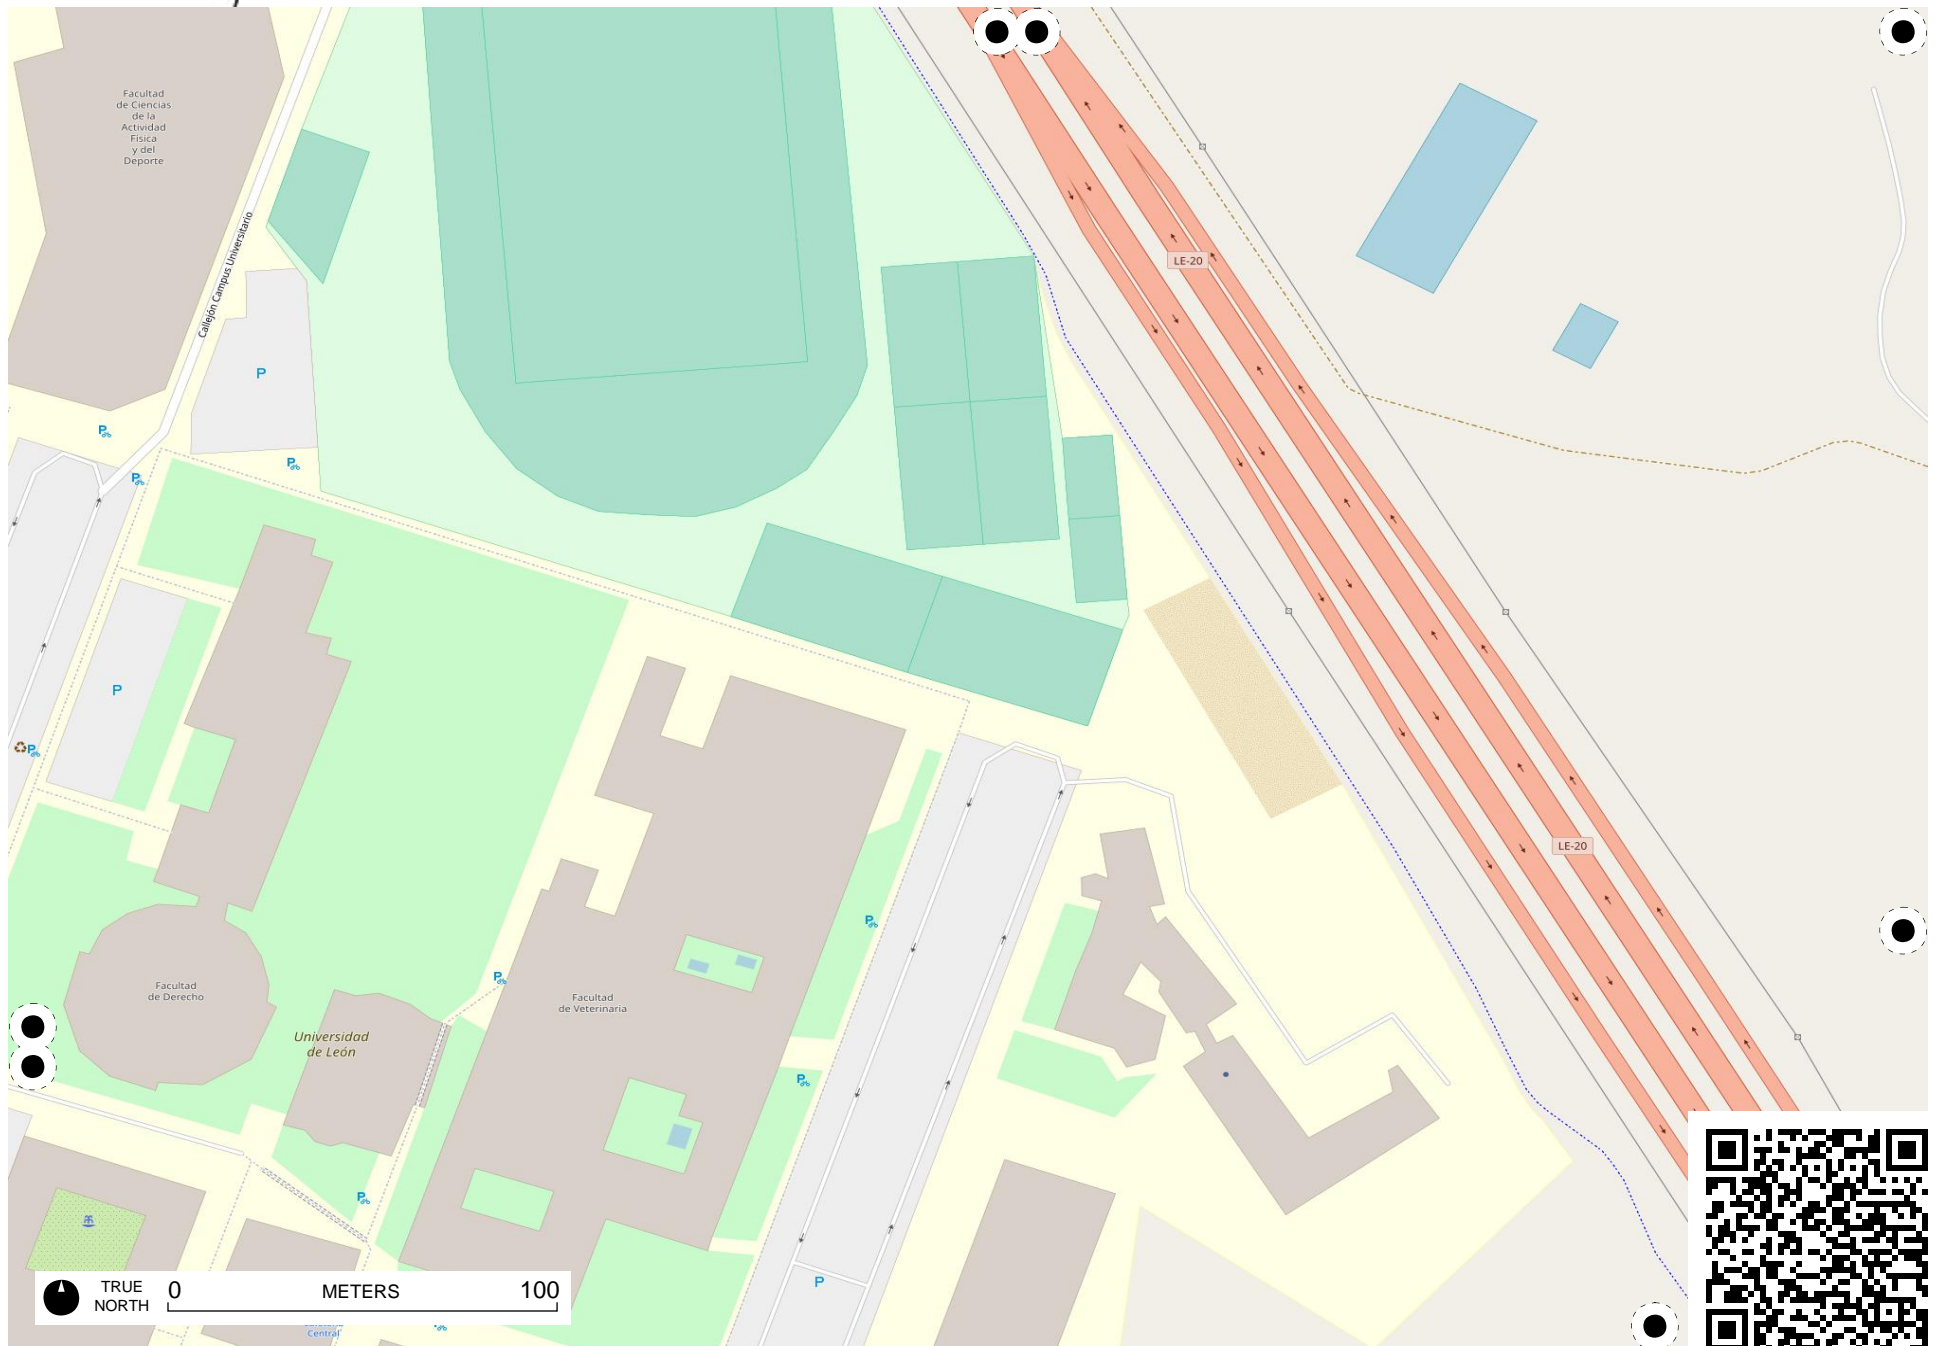 Facultad
de Ciencias
de la
Actividad
Física
y del
Deporte
Callejón Campus Universitario
LE-20
P
P
P
P
P
P
P
LE-20
P
P
Facultad
de Derecho
Facultad
de Veterinaria
Universidad
de León
P
P
P
TRUE
NORTH
0
METERS
100
Central